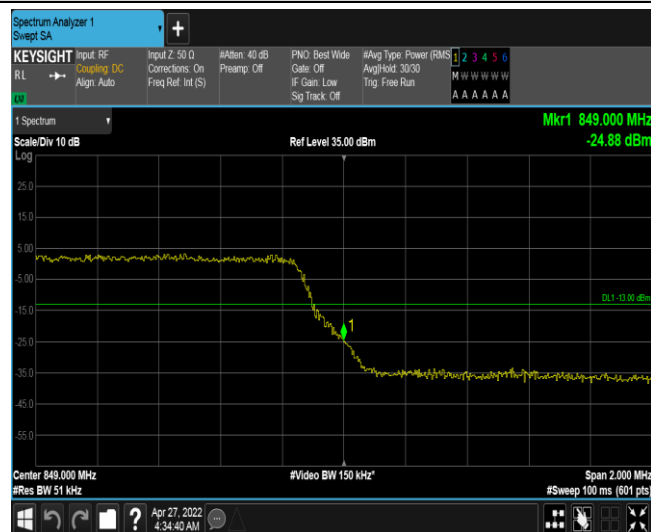 Spectrum Analyzer 1
Swept SA
KEYSIGHT
RL
Input: RF
Coupling: DC
Align: Auto
Input Z: 50 Ω
Corrections: On
Freq Ref: Int (S)
#Atten: 40 dB
Preamp: Off
PNO: Best Wide
Gate: Off
IF Gain: Low
Sig Track: Off
#Avg Type: Power (RMS
Avg|Hold: 30/30
Trig: Free Run
1 2 3 4 5 6
M W W W W W
A A A A A A
1 Spectrum
Mkr1 849.000 MHz
-24.88 dBm
Scale/Div 10 dB
Ref Level 35.00 dBm
Log
25.0
15.0
5.00
-5.00
DL1 -13.00 dBm
-15.0
1
-25.0
-35.0
-45.0
-55.0
Center 849.000 MHz
#Video BW 150 kHz*
Span 2.000 MHz
#Res BW 51 kHz
#Sweep 100 ms (601 pts)
Apr 27, 2022
4:34:40 AM